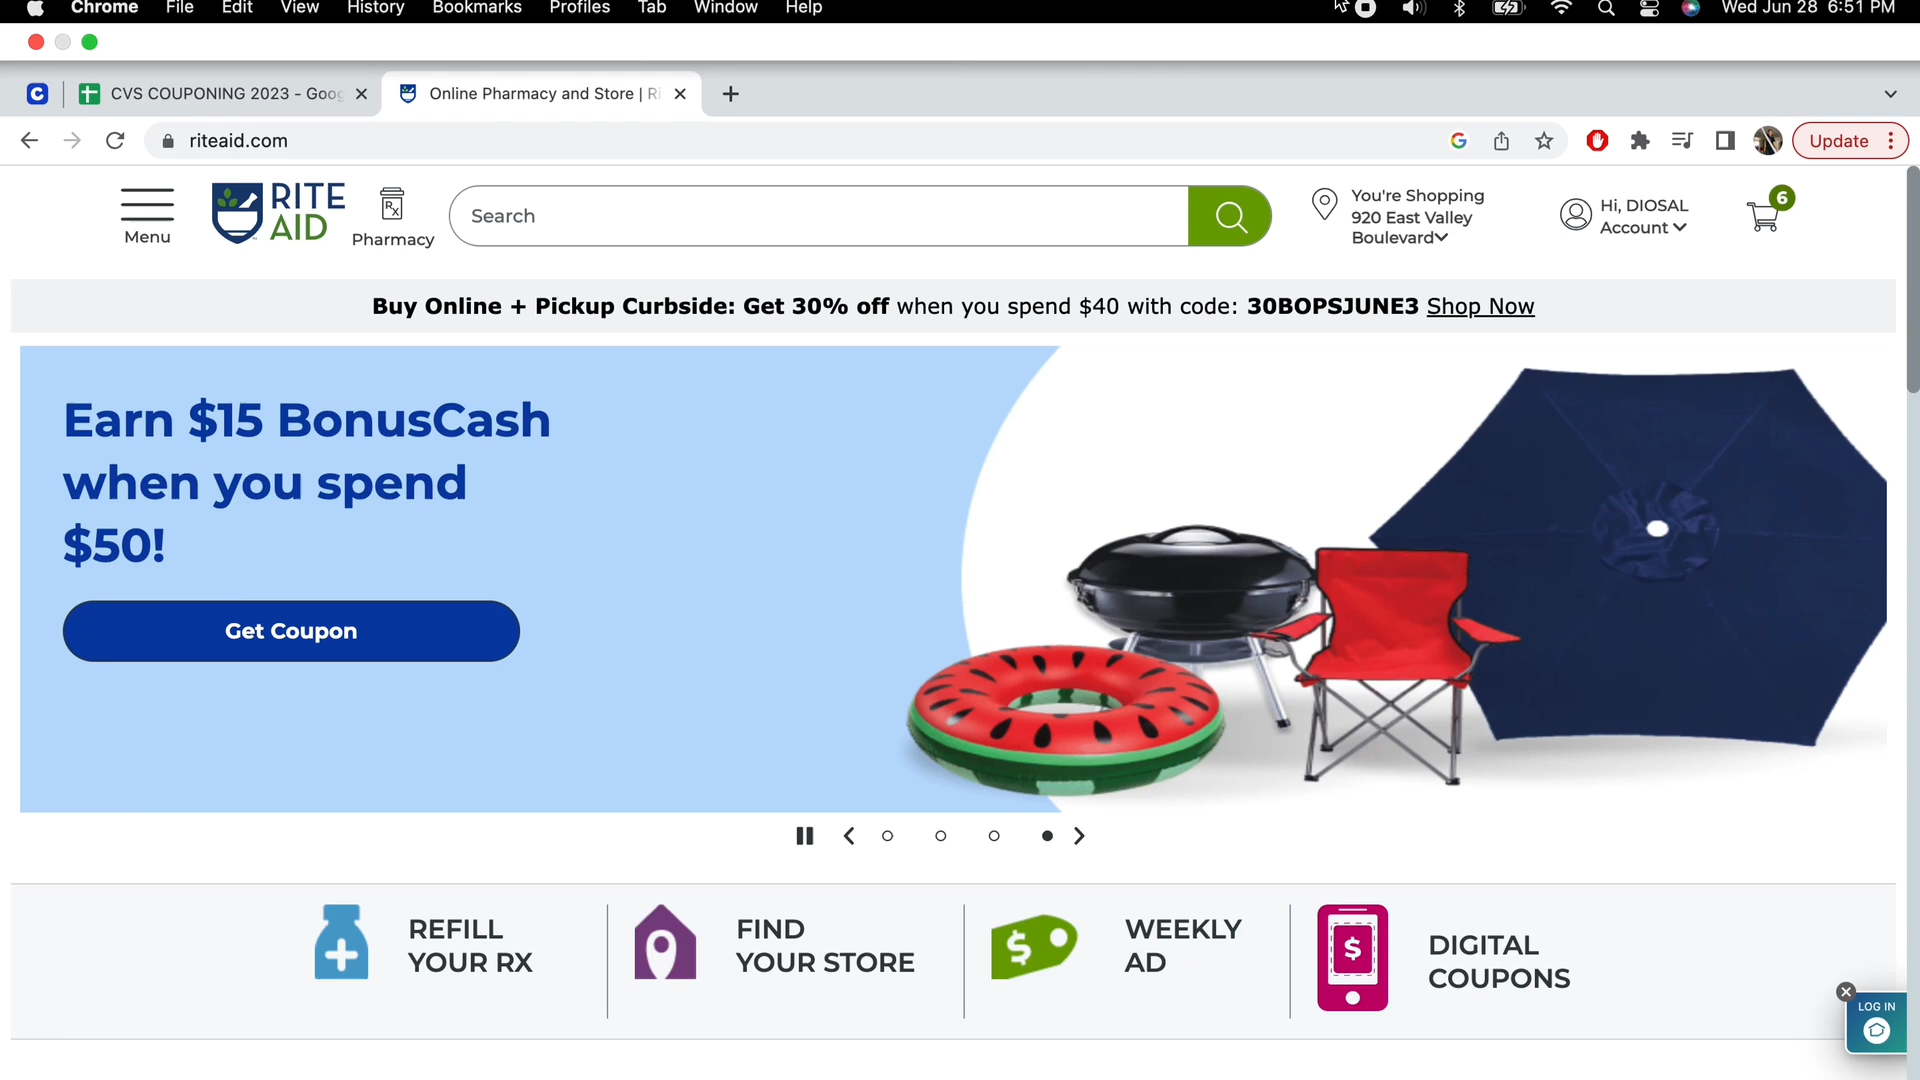 Chrome File Edit View History Bookmarks Profiles Tab Window Help Wed Jun 28 6:51 PM
CVS COUPONING 2023 - Goog Online Pharmacy and Store | Ri
riteaid.com Update
Menu
RITE AID
Rx
Pharmacy
Search
You're Shopping
920 East Valley
Boulevard
Hi, DIOSAL
Account
6
Buy Online + Pickup Curbside: Get 30% off when you spend $40 with code: 30BOPSJUNE3 Shop Now
Earn $15 BonusCash
when you spend
$50!
Get Coupon
REFILL
YOUR RX
FIND
YOUR STORE
$
WEEKLY
AD
$
DIGITAL
COUPONS
LOG IN